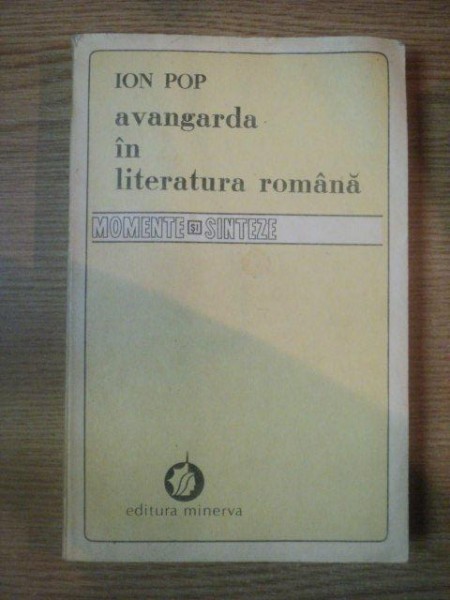 ION POP
avangarda
în
literatura română
MOMENTE ȘI SINTEZE
editura minerva